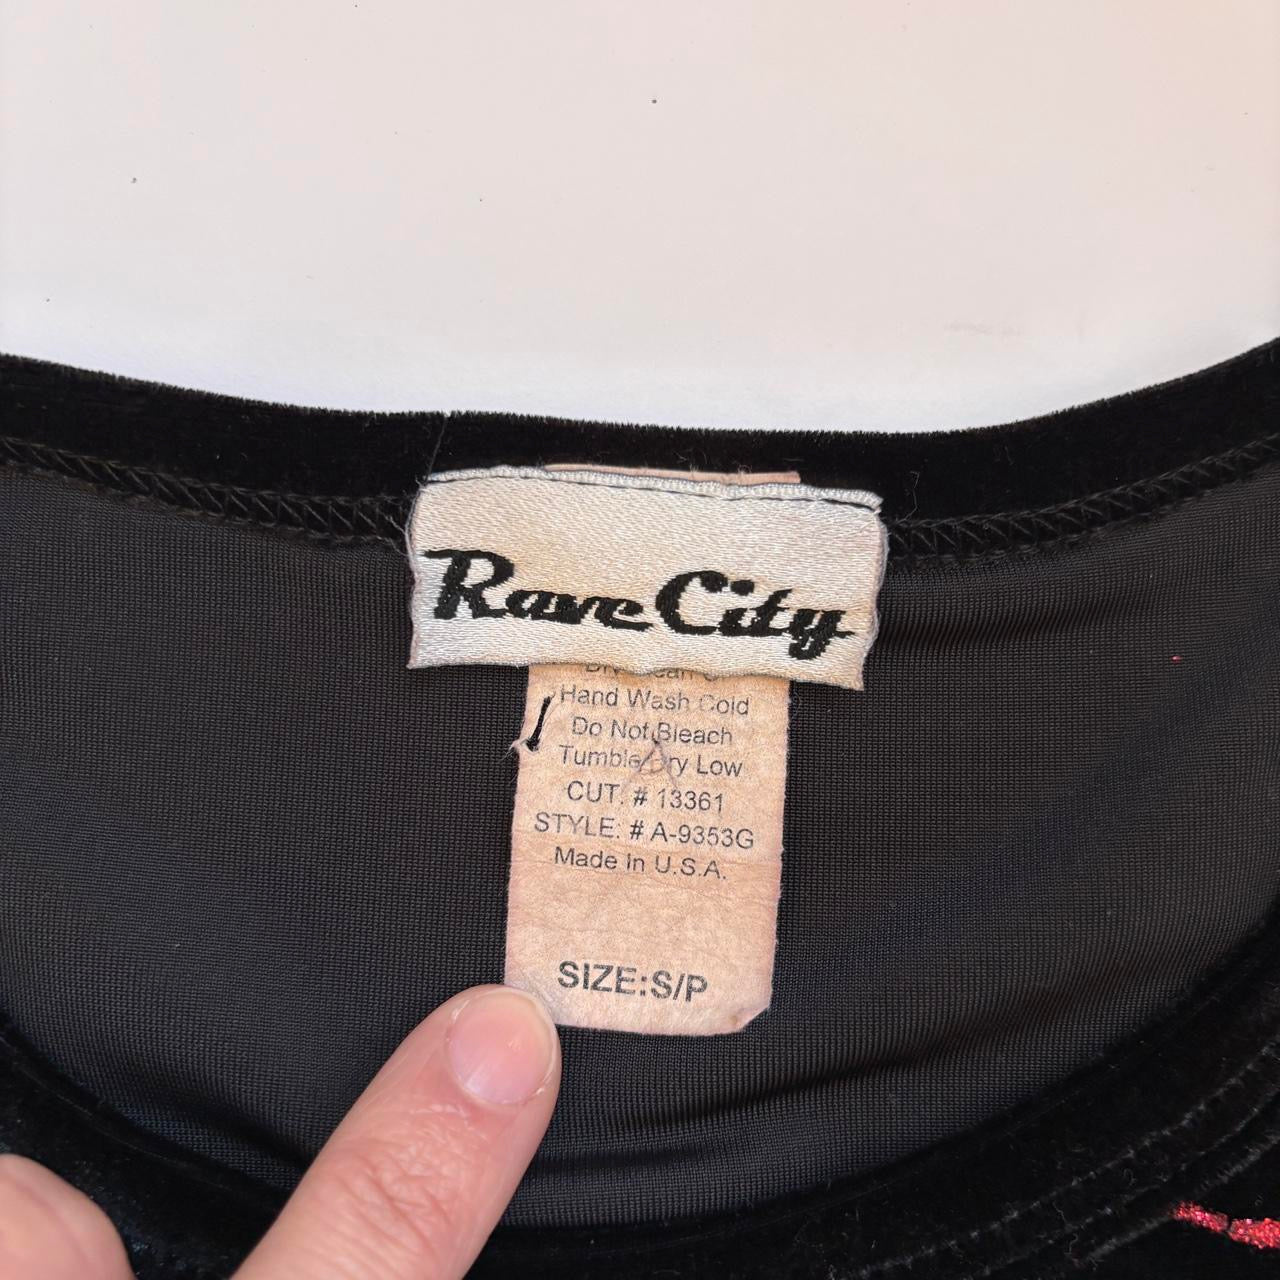 Rave City
Hand Wash Cold
Do Not Bleach
Tumble Dry Low
CUT. # 13361
STYLE: # A-9353G
Made In U.S.A.
SIZE:S/P